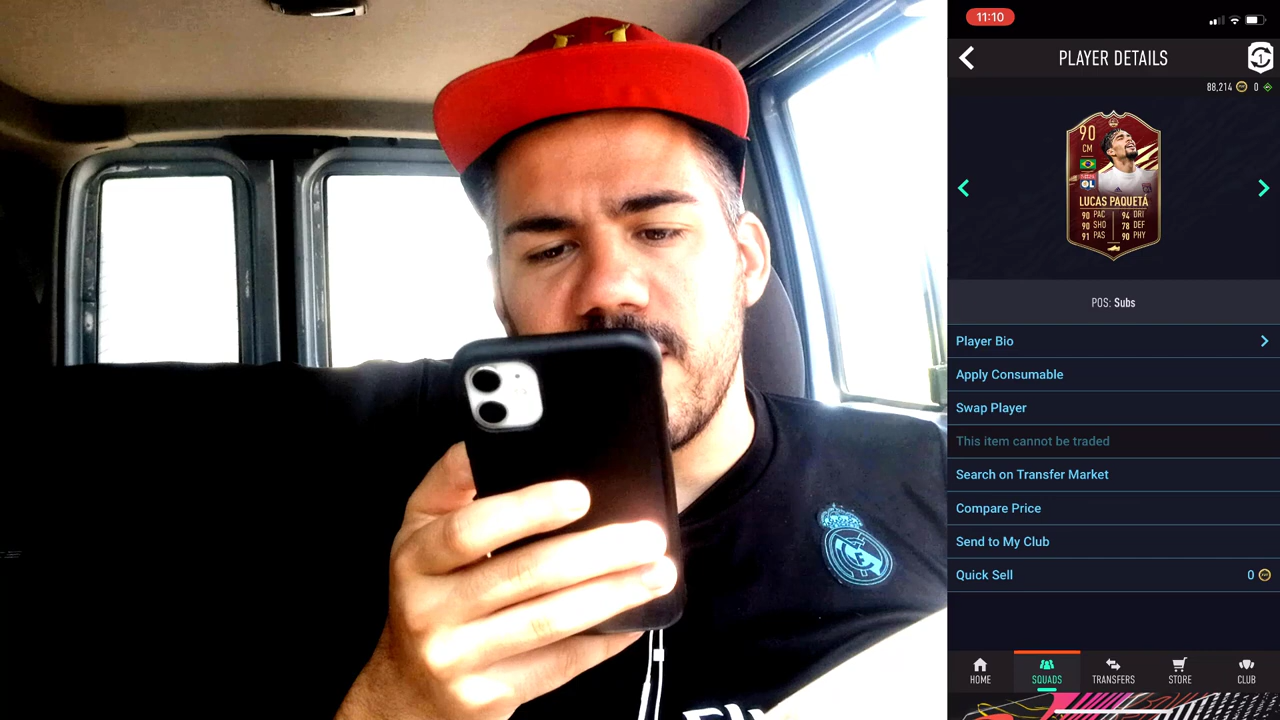 11:10
PLAYER DETAILS
88,214 0
90
CM
LUCAS PAQUETÁ
90 PAC 94 DRI
90 SHO 78 DEF
91 PAS 90 PHY
POS: Subs
Player Bio
Apply Consumable
Swap Player
This item cannot be traded
Search on Transfer Market
Compare Price
Send to My Club
Quick Sell 0
HOME SQUADS TRANSFERS STORE CLUB